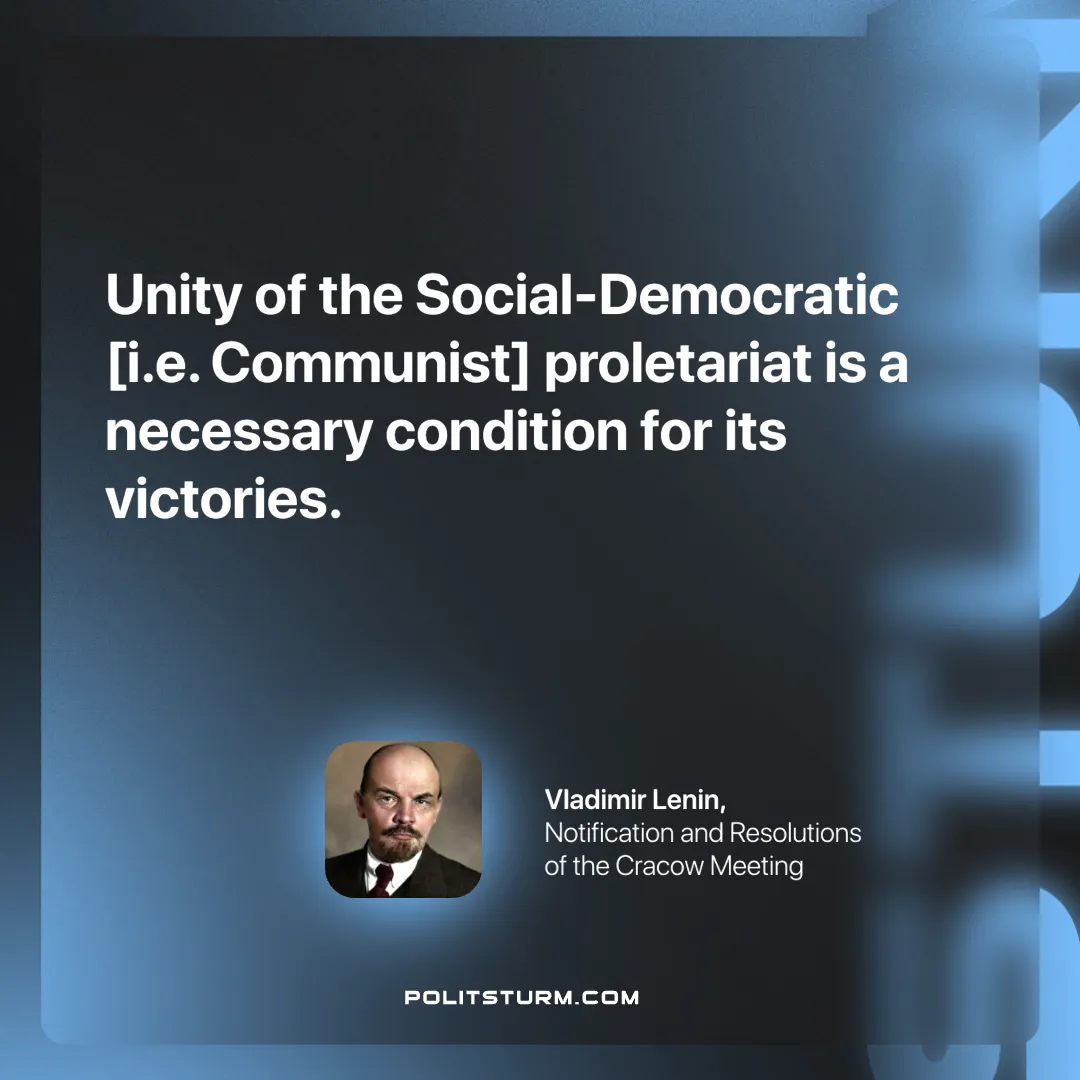 Unity of the Social-Democratic
[i.e. Communist] proletariat is a
necessary condition for its
victories.
Vladimir Lenin,
Notification and Resolutions
of the Cracow Meeting
POLITSTURM.COM